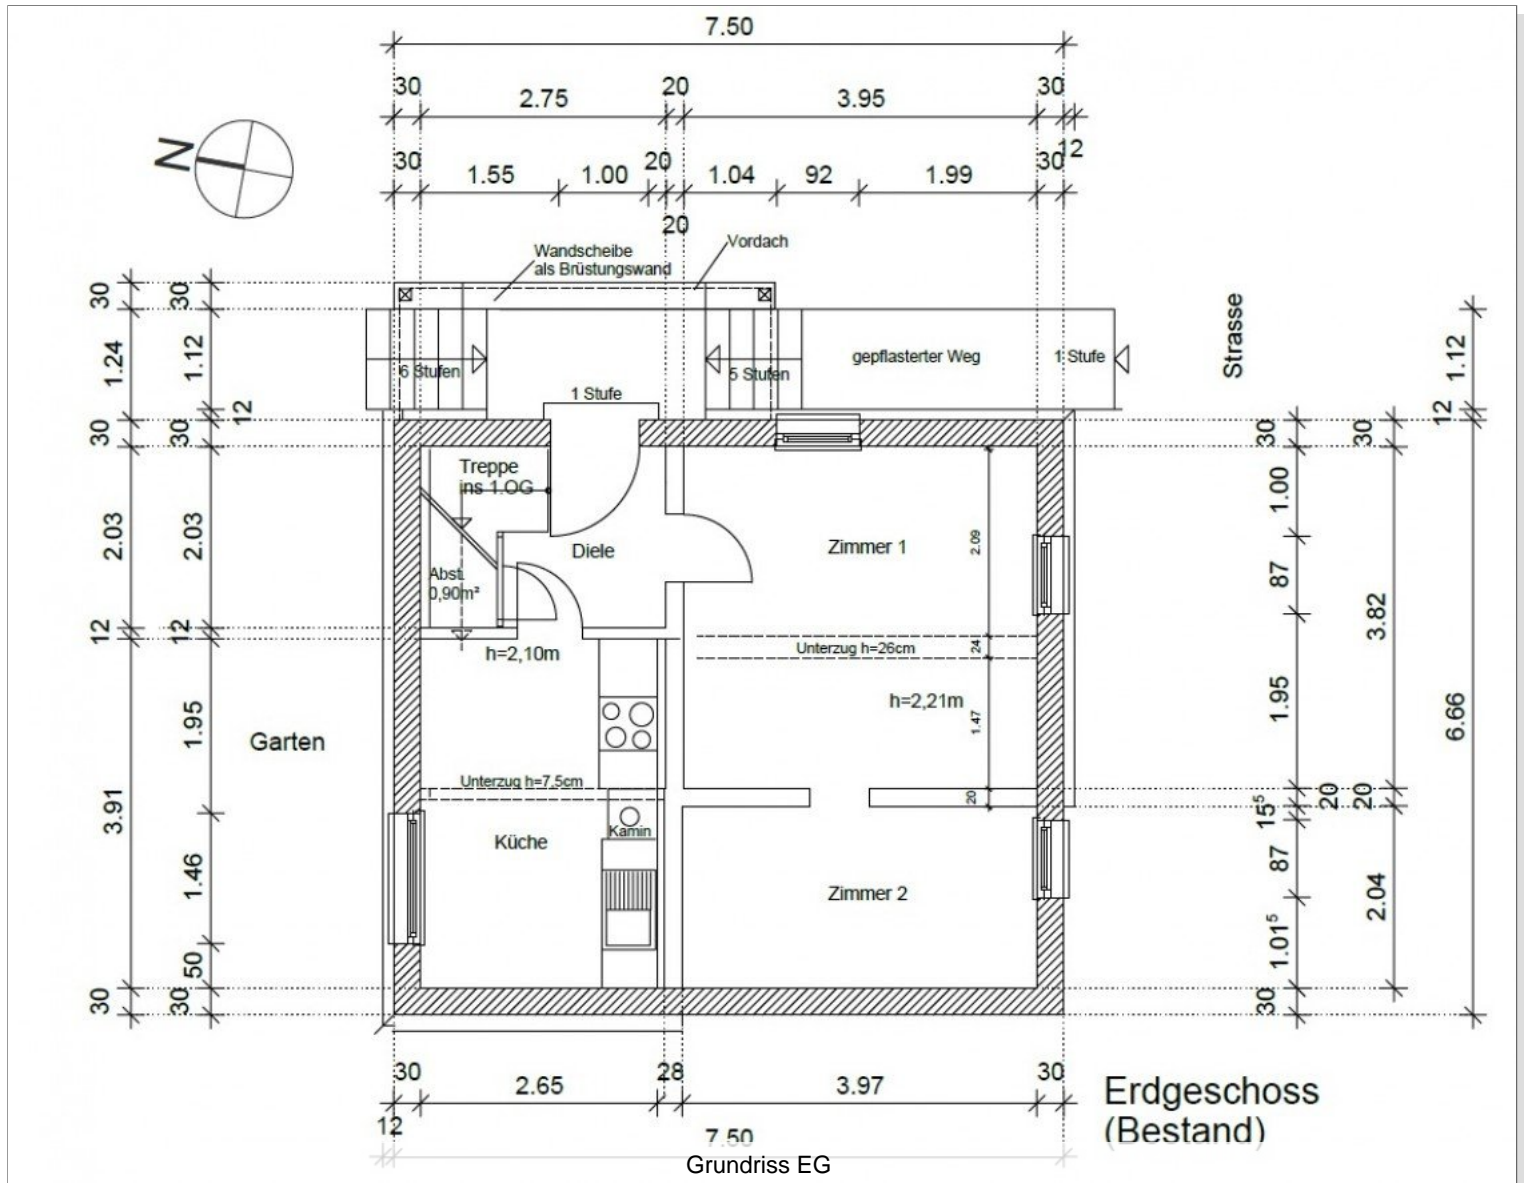 7.50
30 2.75 20 3.95 30
12
30 1.55 1.00 20 1.04 92 1.99 30
20
N
Wandscheibe
als Brüstungswand
Vordach
30 30
1.24 1.12
12
30 30
2.03 2.03
12 12
1.95
3.91
1.46
50
30 30
6 Stufen
5 Stufen
gepflasterter Weg
1 Stufe
1 Stufe
Strasse
Treppe
ins 1.OG
Diele
Abst.
0,90m²
Zimmer 1
2.09
Unterzug h=26cm
24
h=2,10m
h=2,21m
1.47
Garten
Unterzug h=7,5cm
20
Kamin
Küche
Zimmer 2
1.12
12
30 30
1.00
87
3.82
1.95
6.66
20 20
15⁵
87
2.04
1.01⁵
30
30 2.65 28 3.97 30
12
7.50
Erdgeschoss
(Bestand)
Grundriss EG